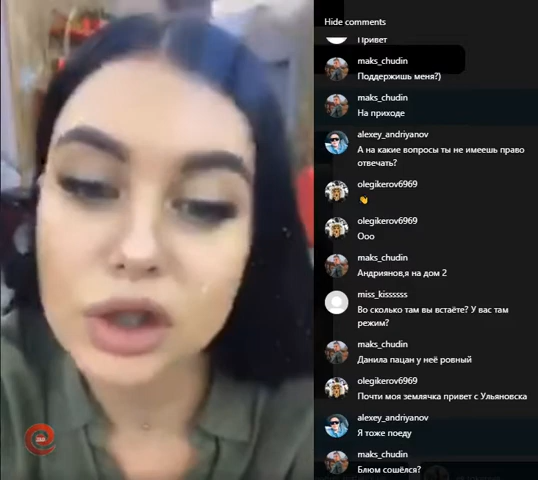 Hide comments
Привет
maks_chudin
Поддержишь меня?)
maks_chudin
На приходе
alexey_andriyanov
А на какие вопросы ты не имеешь право
отвечать?
olegikerov6969
👏
olegikerov6969
Ооо
maks_chudin
Андриянов,я на дом 2
miss_kissssss
Во сколько там вы встаёте? У вас там
режим?
maks_chudin
Данила пацан у неё ровный
olegikerov6969
Почти моя землячка привет с Ульяновска
alexey_andriyanov
Я тоже поеду
maks_chudin
Блюм сошёлся?